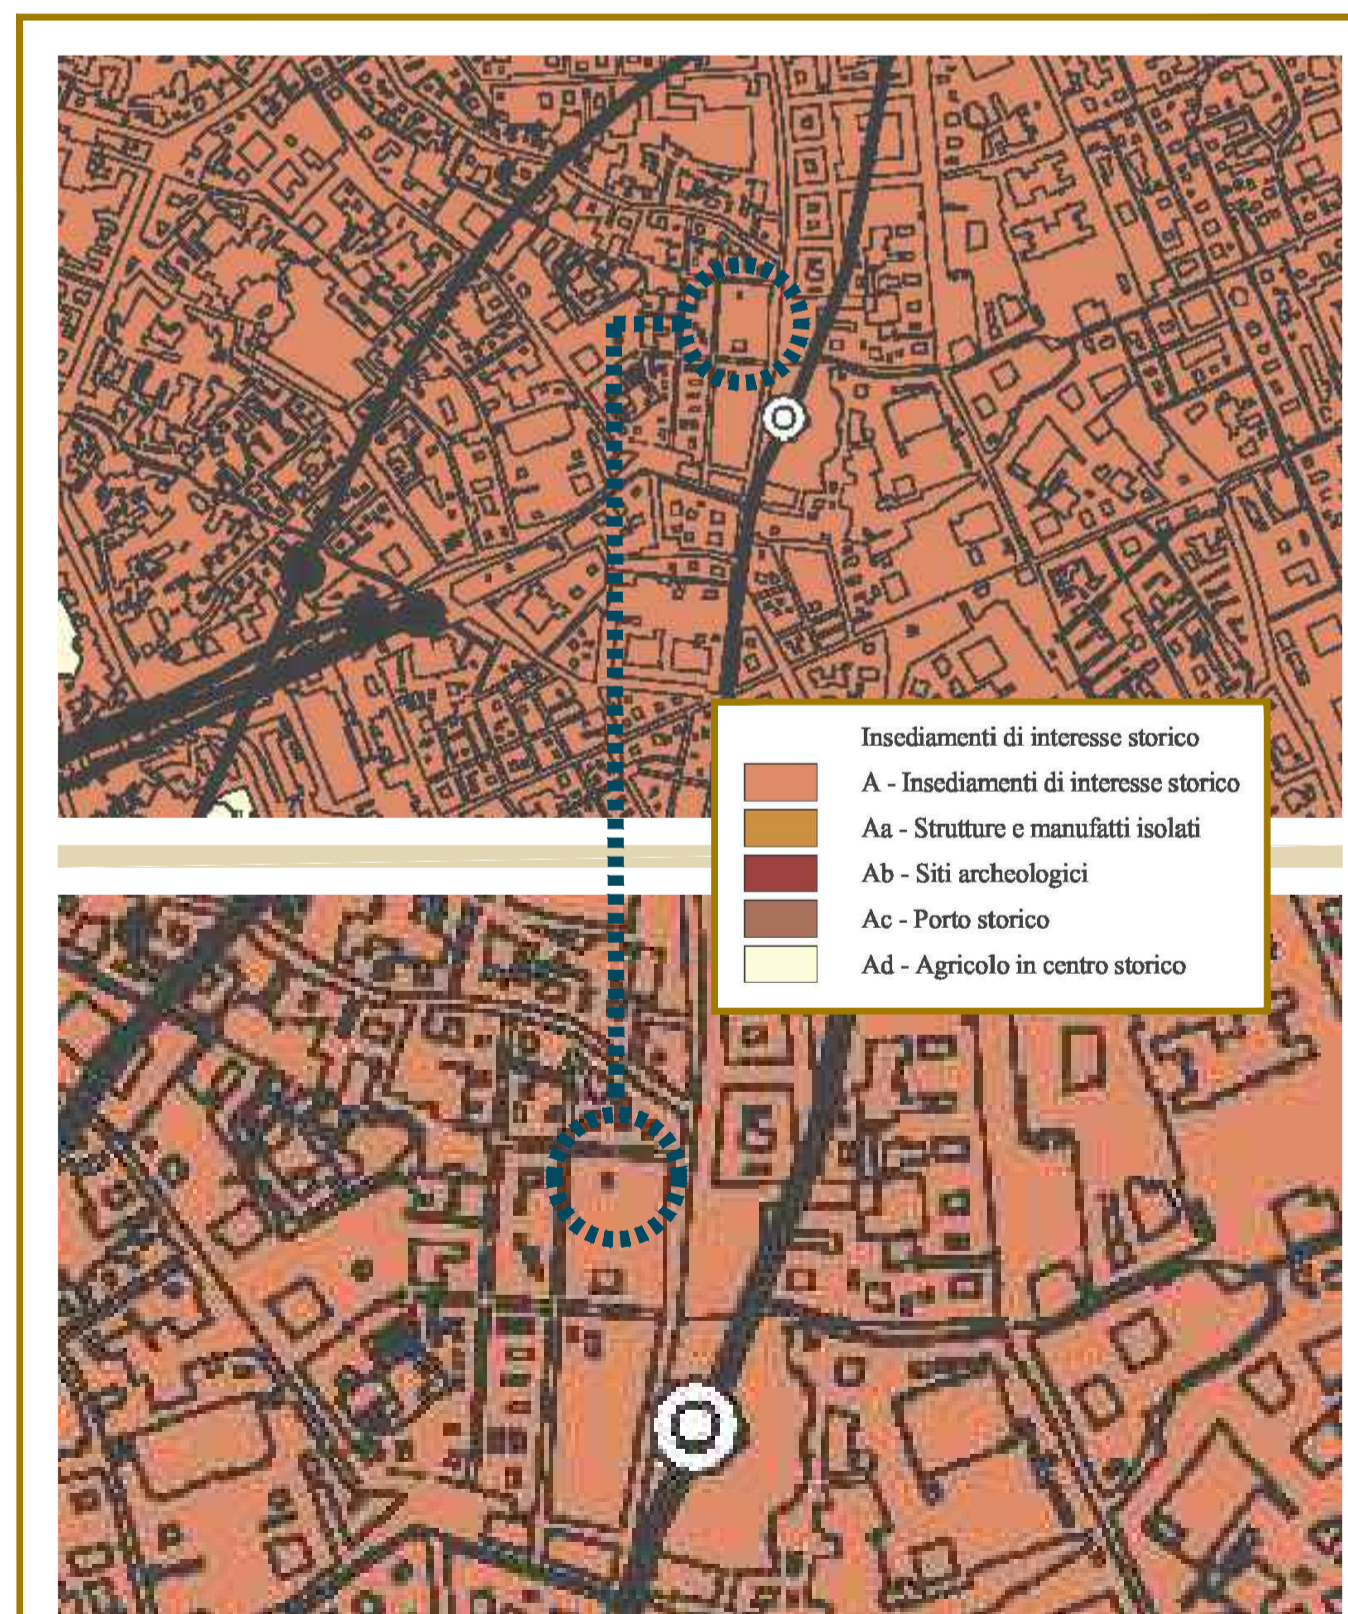 Insediamenti di interesse storico
A - Insediamenti di interesse storico
Aa - Strutture e manufatti isolati
Ab - Siti archeologici
Ac - Porto storico
Ad - Agricolo in centro storico